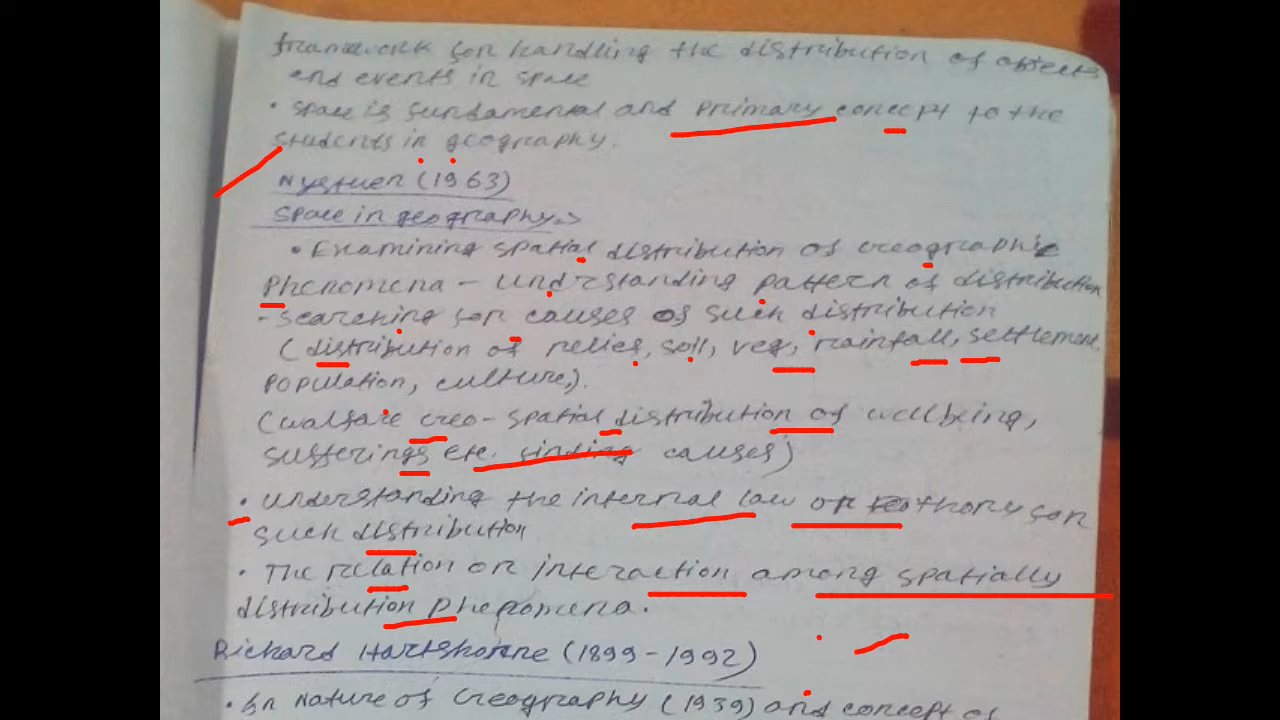 framework for handling the distribution of objects
and events in space
• space is fundamental and primary concept to the
students in geography.
Nystuen (1963)
Space in geography->
• Examining spatial distribution of Geographic
Phenomena - understanding pattern of distribution
- searching for causes of such distribution
(distribution of relief, soil, veg, rainfall, settlement,
population, culture,).
(walfare Geo - spatial distribution of wellbeing,
sufferings etc. finding causes)
• understanding the internal law or thory for
such distribution
• The relation or interaction among spatially
distribution phenomena.
Richard Hartshorne (1899-1992)
• In Nature of Geography (1939) and concept of